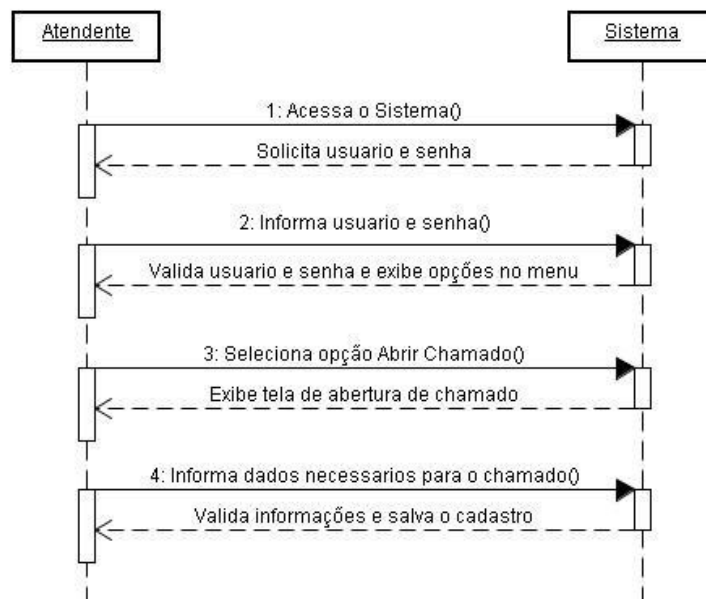 Atendente
Sistema
1: Acessa o Sistema()
Solicita usuario e senha
2: Informa usuario e senha()
Valida usuario e senha e exibe opções no menu
3: Seleciona opção Abrir Chamado()
Exibe tela de abertura de chamado
4: Informa dados necessarios para o chamado()
Valida informações e salva o cadastro